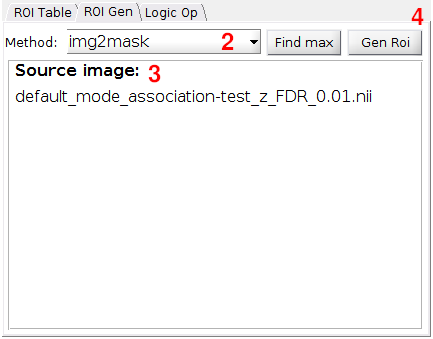 ROI Table ROI Gen Logic Op 4
Method: img2mask 2 Find max Gen Roi
Source image: 3
default_mode_association-test_z_FDR_0.01.nii